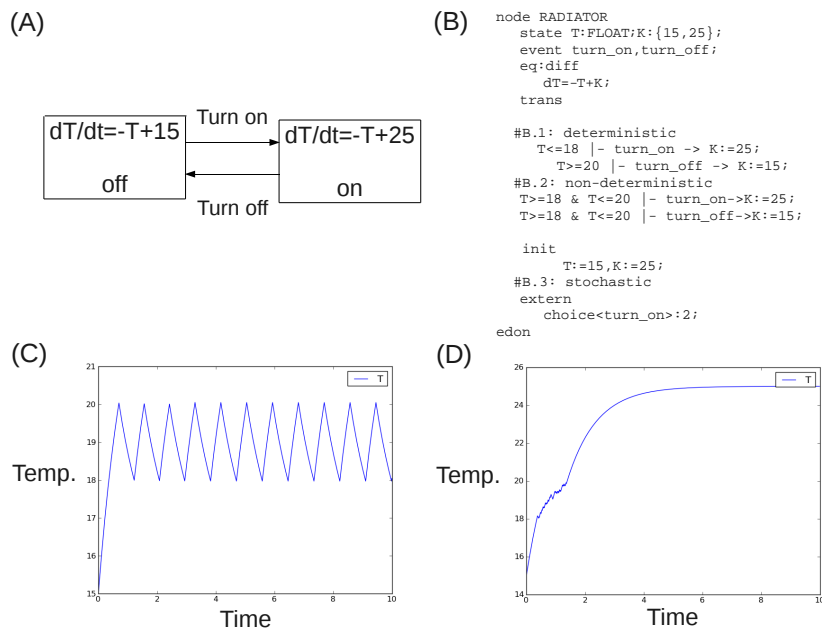 (A)
dT/dt=-T+15
off
Turn on
Turn off
dT/dt=-T+25
on
(B)
node RADIATOR
state T:FLOAT;K:{15,25};
event turn_on,turn_off;
eq:diff
dT=-T+K;
trans
#B.1: deterministic
T<=18 |- turn_on -> K:=25;
T>=20 |- turn_off -> K:=15;
#B.2: non-deterministic
T>=18 & T<=20 |- turn_on->K:=25;
T>=18 & T<=20 |- turn_off->K:=15;
init
T:=15,K:=25;
#B.3: stochastic
extern
choice<turn_on>:2;
edon
(C)
21
20
19
18
17
16
15
0 2 4 6 8 10
T
Temp.
Time
(D)
26
24
22
20
18
16
14
0 2 4 6 8 10
T
Temp.
Time